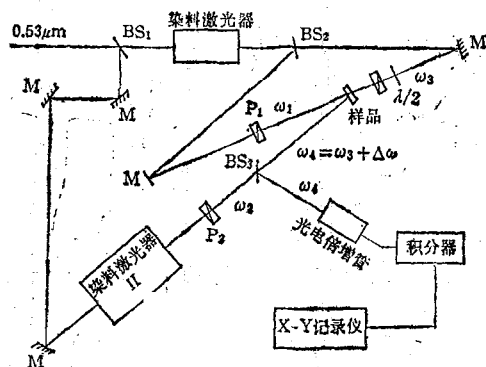 染料激光器
0.53μm
BS₁
BS₂
M
ω₃
λ/2
样品
P₁
ω₁
M
M
M
BS₃
ω₄=ω₃+Δω
ω₄
ω₂
P₂
光电倍增管
积分器
染料激光器
II
X-Y记录仪
M